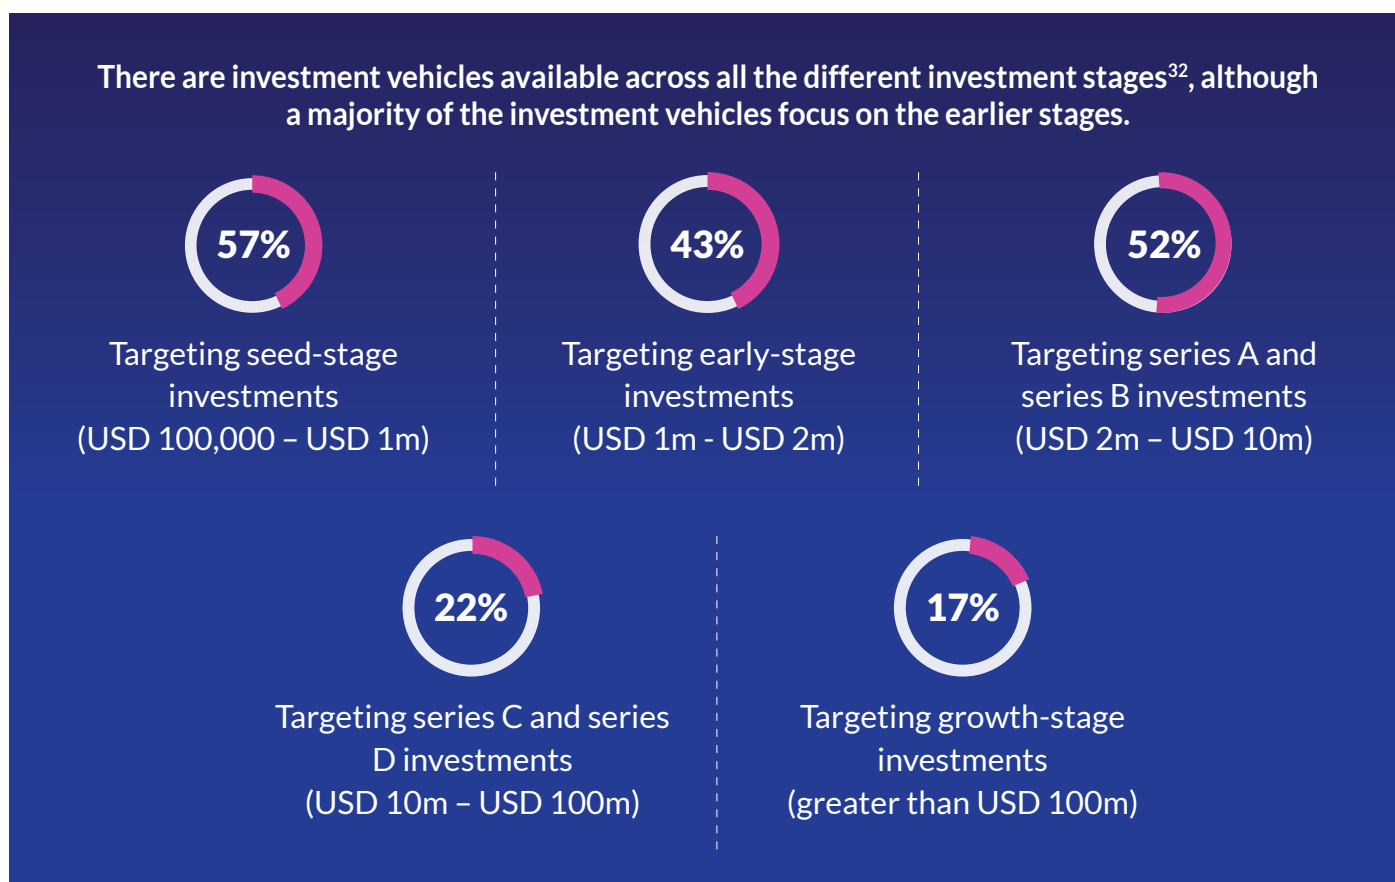 There are investment vehicles available across all the different investment stages³², although
a majority of the investment vehicles focus on the earlier stages.
57%
Targeting seed-stage
investments
(USD 100,000 – USD 1m)
43%
Targeting early-stage
investments
(USD 1m - USD 2m)
52%
Targeting series A and
series B investments
(USD 2m – USD 10m)
22%
Targeting series C and series
D investments
(USD 10m – USD 100m)
17%
Targeting growth-stage
investments
(greater than USD 100m)